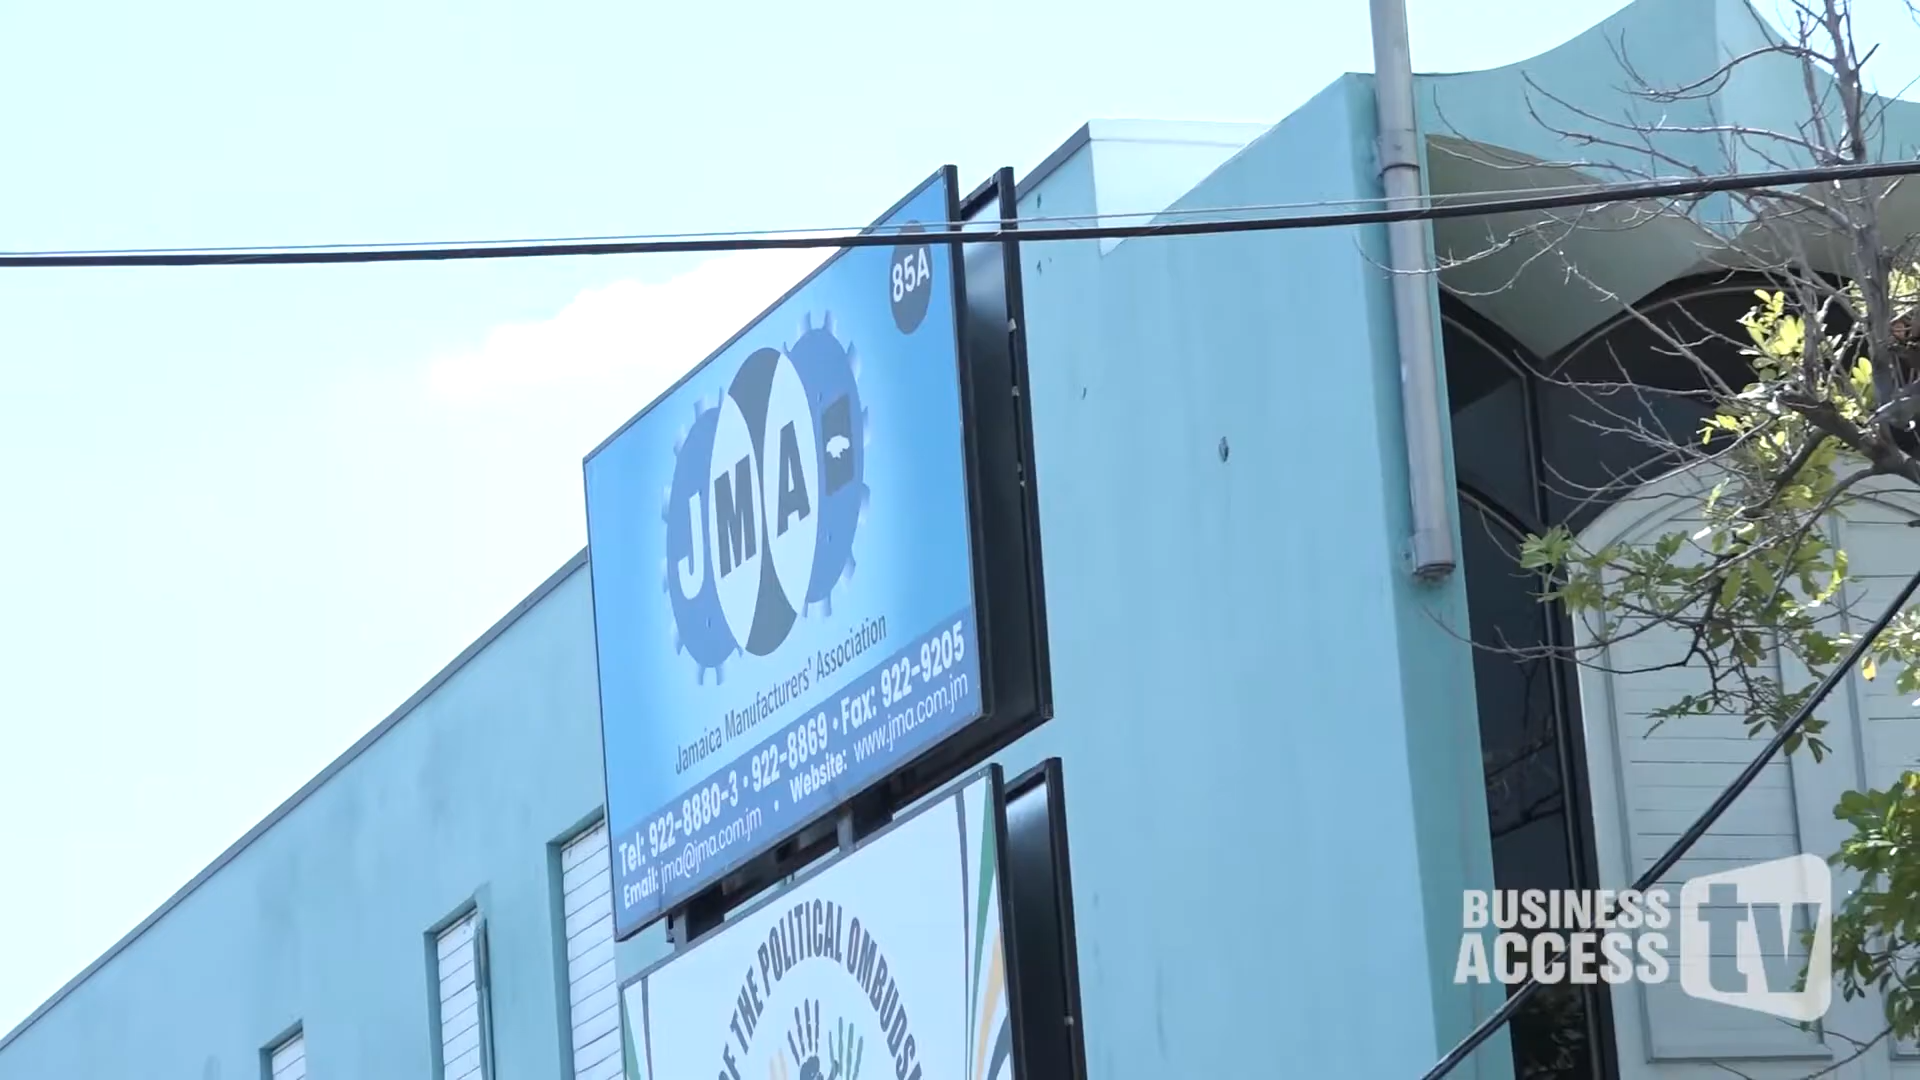 85A
JMA
Jamaica Manufacturers' Association
Tel: 922-8880-3 • 922-8869 • Fax: 922-9205
Email: jma@jma.com.jm • Website: www.jma.com.jm
OF THE POLITICAL OMBUDS
BUSINESS
ACCESS
tv